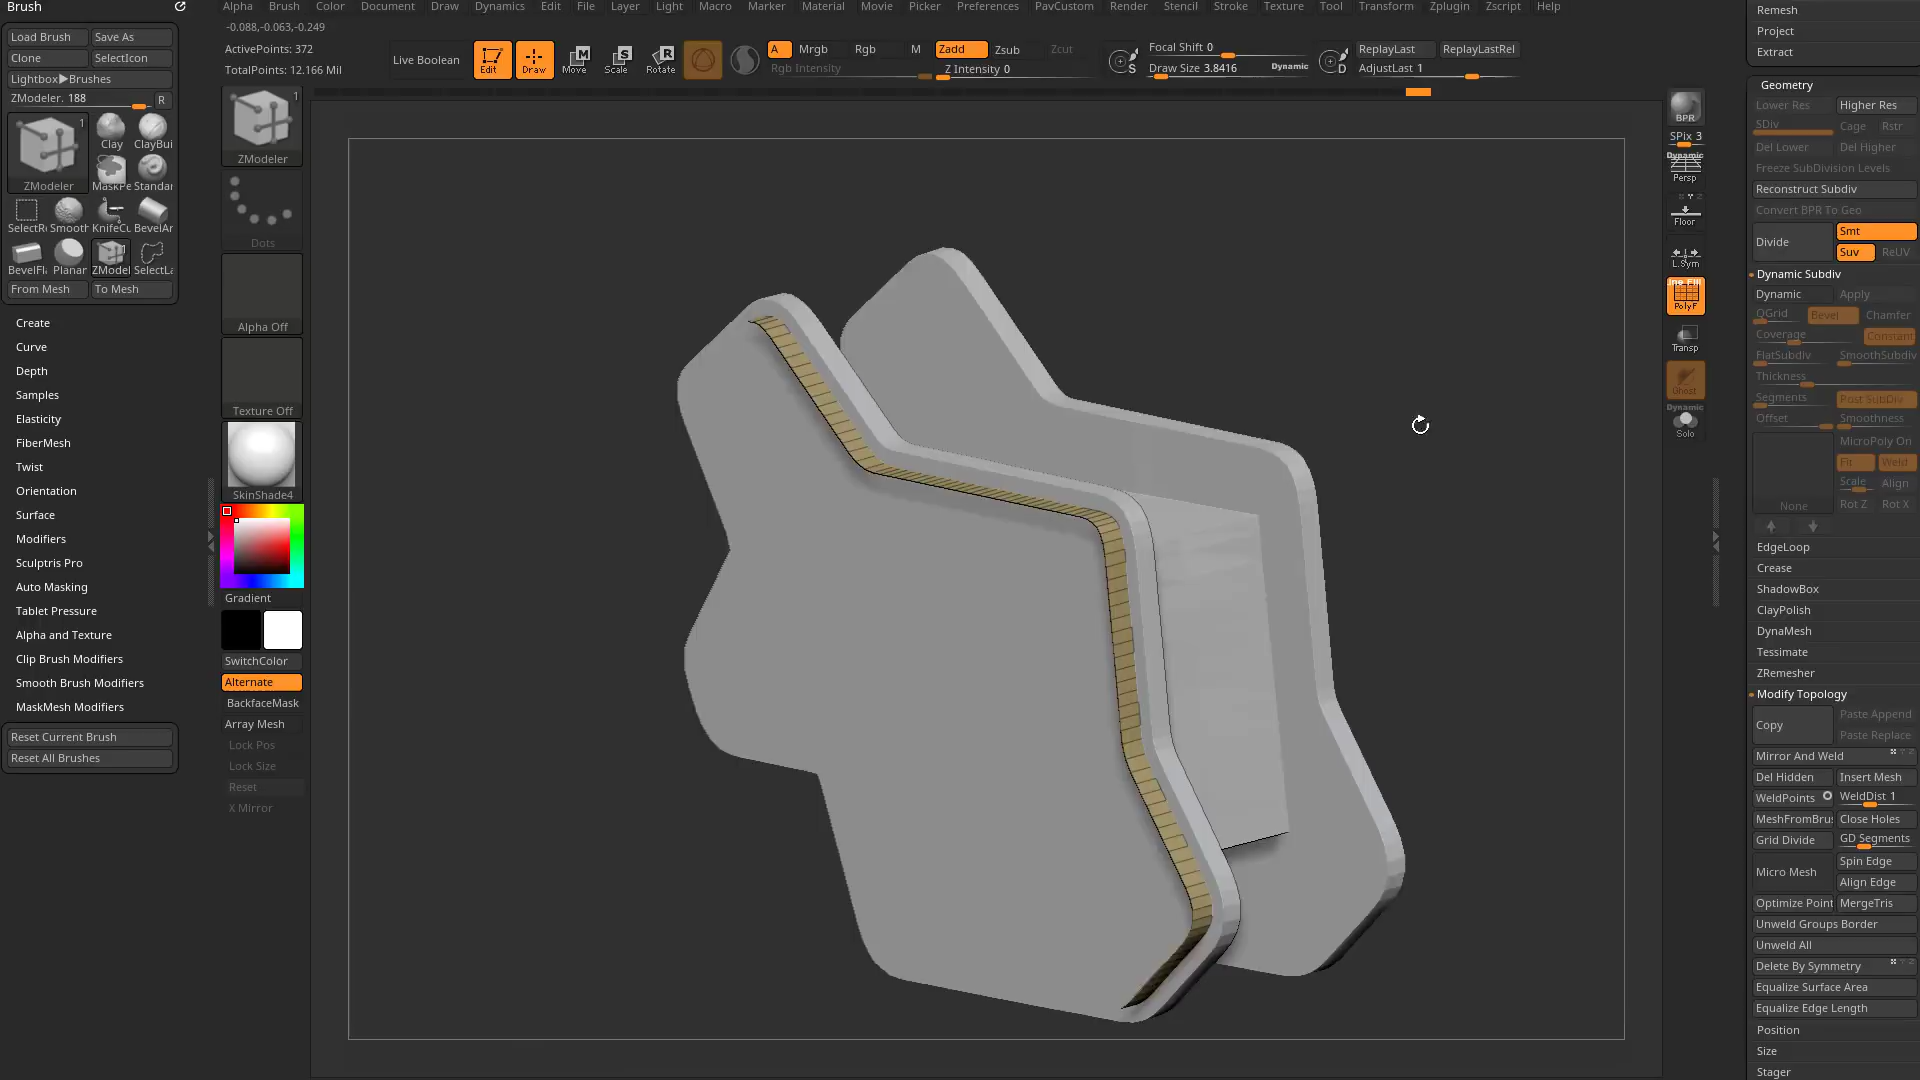 Brush
Alpha Brush Color Document Draw Dynamics Edit File Layer Light Macro Marker Material Movie Picker Preferences PavCustom Render Stencil Stroke Texture Tool Transform Zplugin Zscript Help
-0.088,-0.063,-0.249
ActivePoints: 372
TotalPoints: 12.166 Mil
Live Boolean
Edit Draw Move Scale Rotate
A Mrgb Rgb M
Rgb Intensity
Zadd Zsub Zcut
Z Intensity 0
S
Focal Shift 0
Draw Size 3.8416 Dynamic
D
ReplayLast ReplayLastRel
AdjustLast 1
Load Brush Save As
Clone SelectIcon
Lightbox▶Brushes
ZModeler. 188 R
1
ZModeler
Clay ClayBui
MaskPe Standar
SelectRe Smooth KnifeCu BevelAr
BevelFl Planar ZModel SelectLa
1
From Mesh To Mesh
Create
Curve
Depth
Samples
Elasticity
FiberMesh
Twist
Orientation
Surface
Modifiers
Sculptris Pro
Auto Masking
Tablet Pressure
Alpha and Texture
Clip Brush Modifiers
Smooth Brush Modifiers
MaskMesh Modifiers
Reset Current Brush
Reset All Brushes
1
ZModeler
Dots
Alpha Off
Texture Off
SkinShade4
Gradient
SwitchColor
Alternate
BackfaceMask
Array Mesh
Lock Pos
Lock Size
Reset
X Mirror
BPR
SPix 3
Dynamic
Persp
Floor
L.Sym
PolyF
Transp
Ghost
Dynamic
Solo
Remesh
Project
Extract
Geometry
Lower Res Higher Res
SDiv Cage Rstr
Del Lower Del Higher
Freeze SubDivision Levels
Reconstruct Subdiv
Convert BPR To Geo
Divide Smt
Suv ReUV
Dynamic Subdiv
Dynamic Apply
QGrid Bevel Chamfer
Coverage Constant
FlatSubdiv SmoothSubdiv
Thickness
Segments Post SubDiv
Offset Smoothness
MicroPoly On
Fit Weld
Scale Align
None Rot Z Rot X
EdgeLoop
Crease
ShadowBox
ClayPolish
DynaMesh
Tessimate
ZRemesher
Modify Topology
Copy Paste Append
Paste Replace
Mirror And Weld
Del Hidden Insert Mesh
WeldPoints WeldDist 1
MeshFromBrus Close Holes
Grid Divide GD Segments
Micro Mesh Spin Edge
Align Edge
Optimize Point MergeTris
Unweld Groups Border
Unweld All
Delete By Symmetry
Equalize Surface Area
Equalize Edge Length
Position
Size
Stager